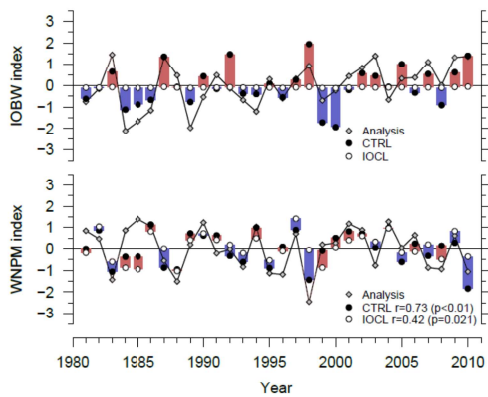 3
2
1
0
−1
−2
−3
IOBW index
Analysis
CTRL
IOCL
3
2
1
0
−1
−2
−3
WNPM index
Analysis
CTRL r=0.73 (p<0.01)
IOCL r=0.42 (p=0.021)
1980 1985 1990 1995 2000 2005 2010
Year